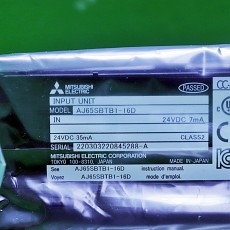 MITSUBISHI ELECTRIC
PASSED
CC-
INPUT UNIT
MODEL AJ65SBTB1-16D
IN 24VDC 7mA
24VDC 35mA CLASS2
SERIAL 220303220845288-A
MITSUBISHI ELECTRIC CORPORATION
TOKYO 100-8310, JAPAN MADE IN JAPAN
See AJ65SBTB1-16D instruction manual.
Voyez AJ65SBTB1-16D mode d'emploi.